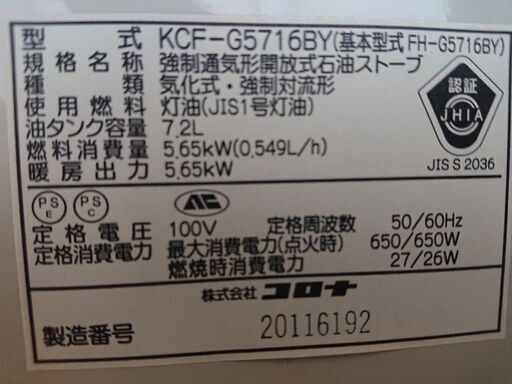 型式 KCF-G5716BY(基本型式FH-G5716BY)
規格名称 強制通気形開放式石油ストーブ
種類 気化式・強制対流形
使用燃料 灯油(JIS1号灯油)
油タンク容量 7.2L
燃料消費量 5.65kW(0.549L/h)
暖房出力 5.65kW
認証
JHIA
JIS S 2036
PS E
PS C
定格電圧 100V 定格周波数 50/60Hz
定格消費電力 最大消費電力(点火時) 650/650W
燃焼時消費電力 27/26W
株式会社 コロナ
製造番号 20116192